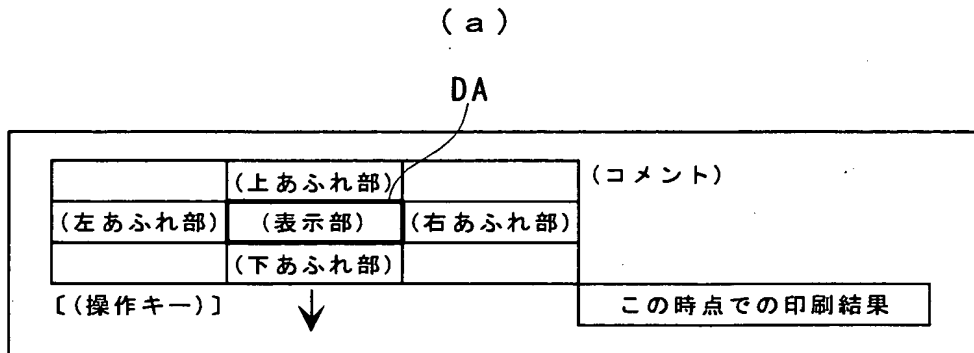 (a)
DA
(上あふれ部) (コメント)
(左あふれ部) (表示部) (右あふれ部)
(下あふれ部)
〔(操作キー)〕 この時点での印刷結果